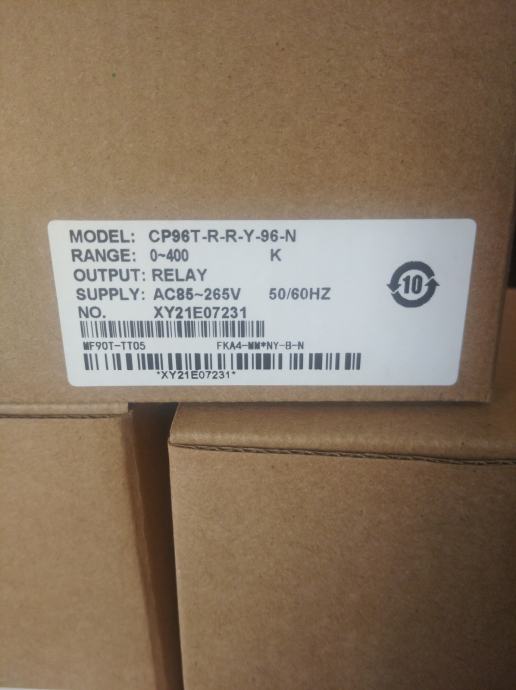 MODEL: CP96T-R-R-Y-96-N
RANGE: 0~400 K
OUTPUT: RELAY
SUPPLY: AC85~265V 50/60HZ
NO. XY21E07231
10
MF90T-TT05 FKA4-MM*NY-B-N
*XY21E07231*